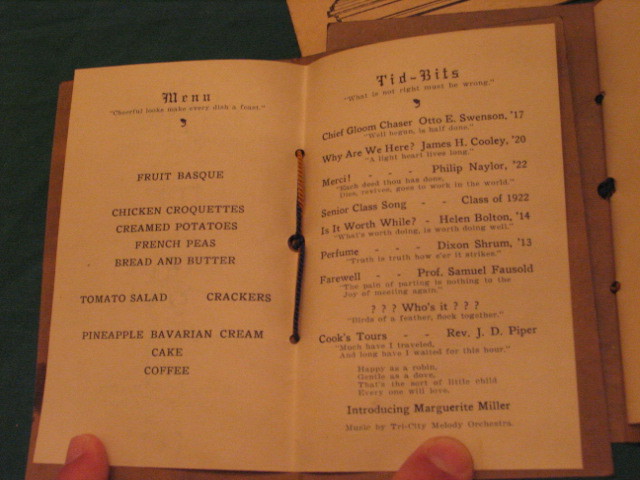 Menu
"Cheerful looks make every dish a feast."
FRUIT BASQUE
CHICKEN CROQUETTES
CREAMED POTATOES
FRENCH PEAS
BREAD AND BUTTER
TOMATO SALAD CRACKERS
PINEAPPLE BAVARIAN CREAM
CAKE
COFFEE
Tid-Bits
"What is not right must be wrong."
Chief Gloom Chaser Otto E. Swenson, '17
"Well begun, is half done."
Why Are We Here? James H. Cooley, '20
"A light heart lives long."
Merci! - - - Philip Naylor, '22
"Each deed thou has done,
Dies, revives, goes to work in the world."
Senior Class Song - - Class of 1922
Is It Worth While? - Helen Bolton, '14
"What's worth doing, is worth doing well."
Perfume - - - Dixon Shrum, '13
"Truth is truth howe'er it strikes."
Farewell - - Prof. Samuel Fausold
"The pain of parting is nothing to the
Joy of meeting again."
? ? ? Who's it ? ? ?
"Birds of a feather, flock together."
Cook's Tours - - Rev. J. D. Piper
"Much have I traveled,
And long have I waited for this hour."
Happy as a robin,
Gentle as a dove,
That's the sort of little child
Every one will love.
Introducing Marguerite Miller
Music by Tri-City Melody Orchestra.